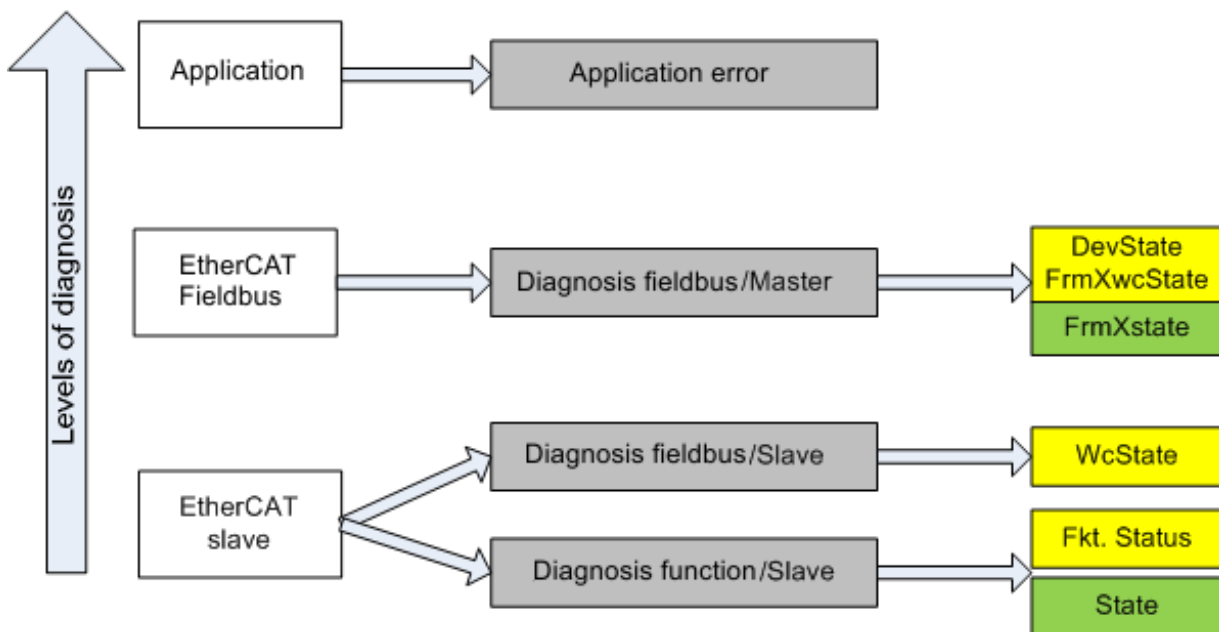 Levels of diagnosis
Application
Application error
EtherCAT
Fieldbus
Diagnosis fieldbus/Master
DevState
FrmXwcState
FrmXstate
EtherCAT
slave
Diagnosis fieldbus/Slave
WcState
Diagnosis function/Slave
Fkt. Status
State